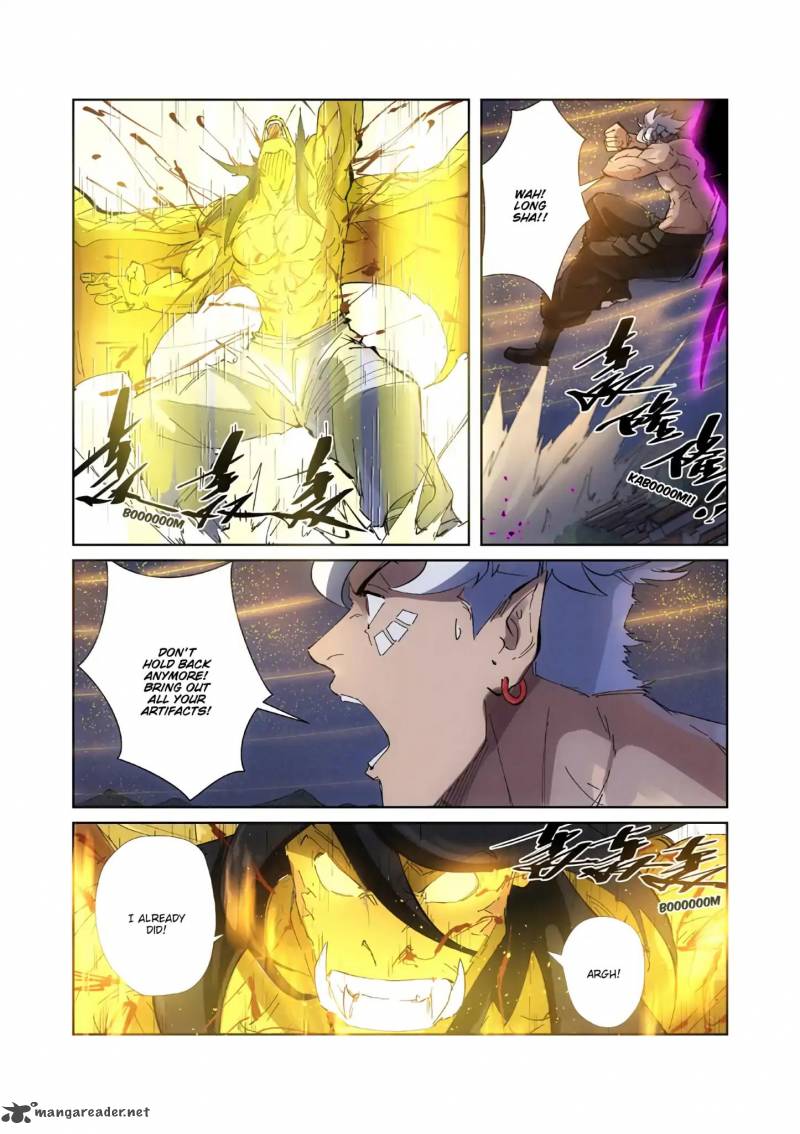 WAH!
LONG
SHA!!
BOOOOOOM
KABOOOOM!!
DON'T
HOLD BACK
ANYMORE!
BRING OUT
ALL YOUR
ARTIFACTS!
I ALREADY
DID!
BOOOOOOM
ARGH!
mangareader.net